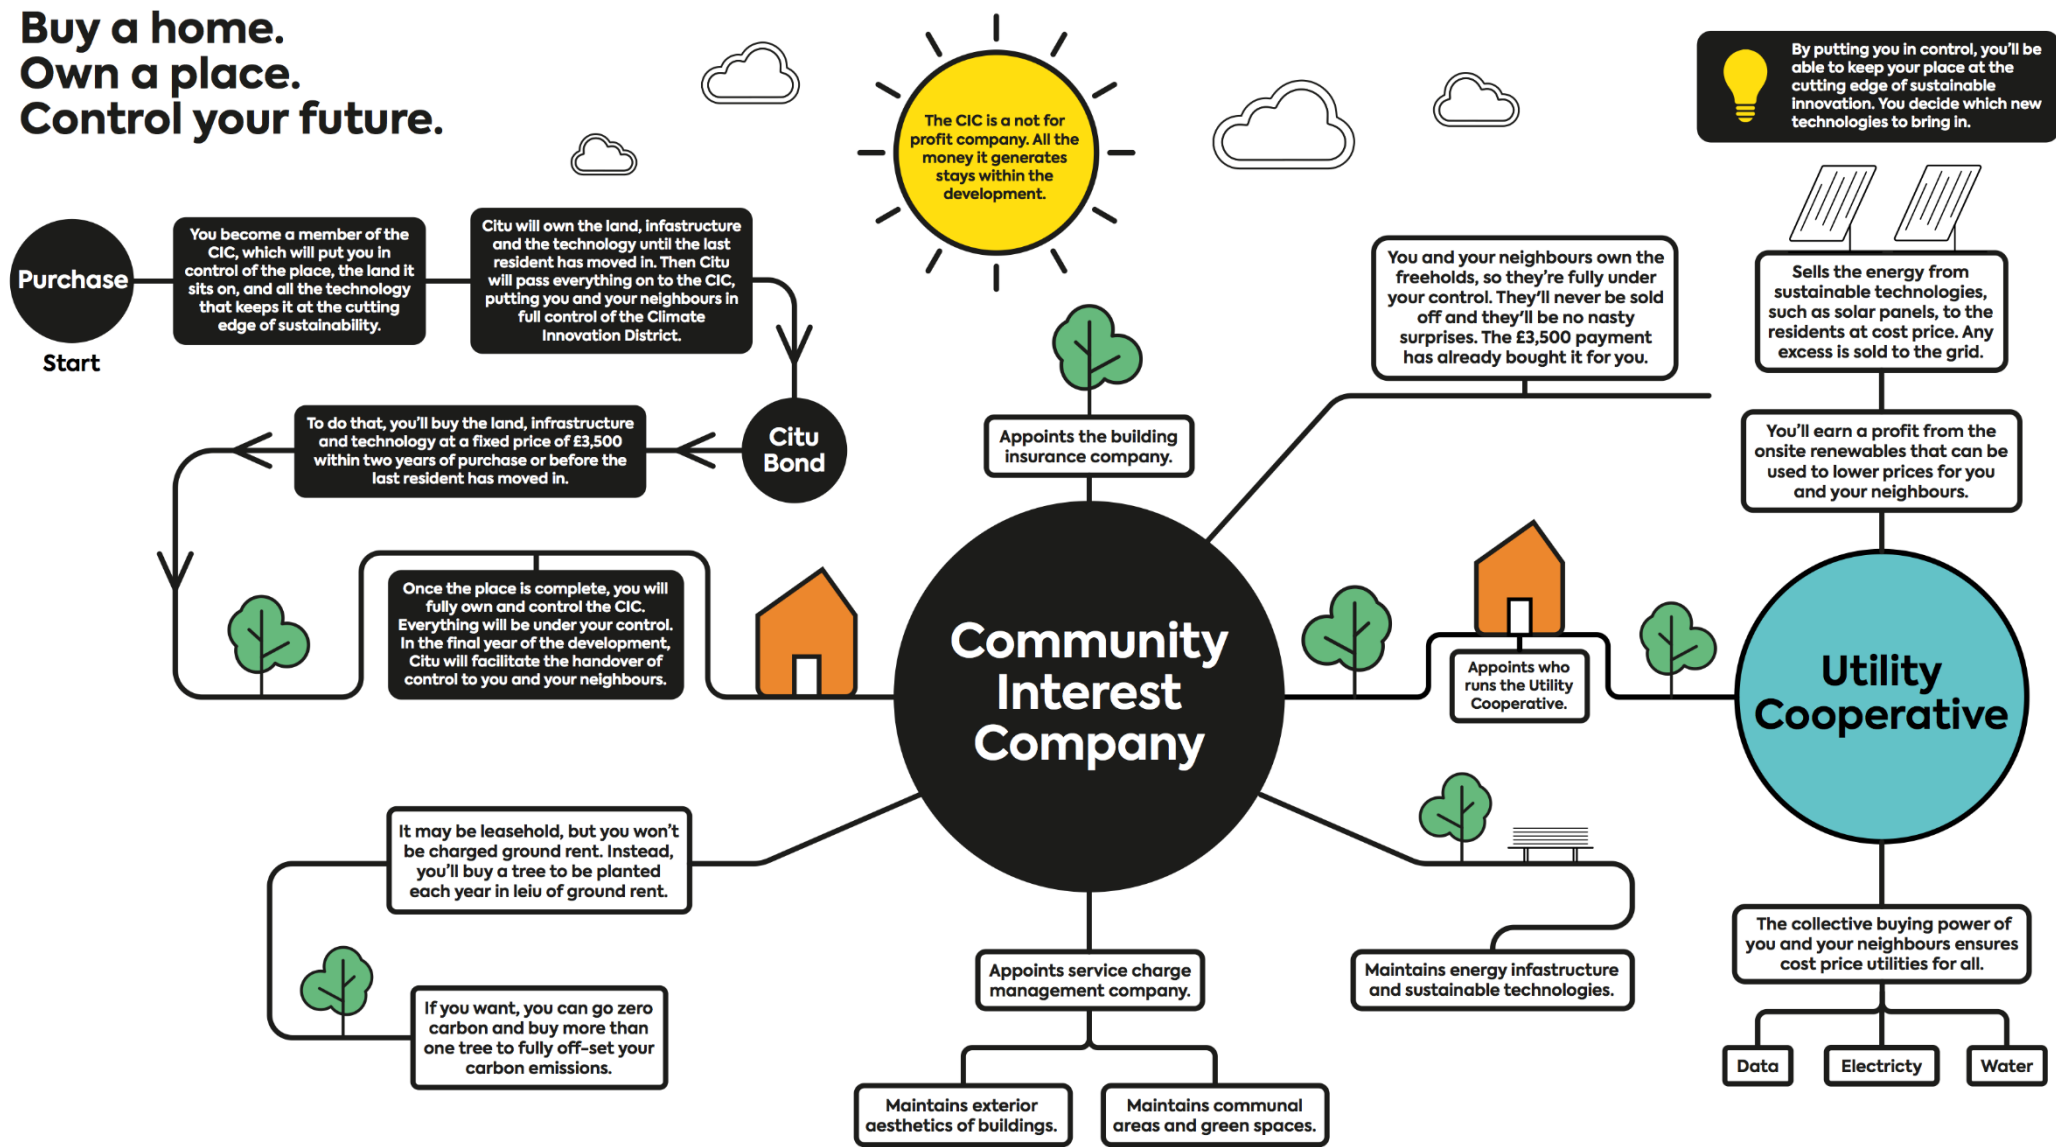 Buy a home.
Own a place.
Control your future.
The CIC is a not for
profit company. All the
money it generates
stays within the
development.
By putting you in control, you'll be
able to keep your place at the
cutting edge of sustainable
innovation. You decide which new
technologies to bring in.
Purchase
Start
You become a member of the
CIC, which will put you in
control of the place, the land it
sits on, and all the technology
that keeps it at the cutting
edge of sustainability.
Citu will own the land, infastructure
and the technology until the last
resident has moved in. Then Citu
will pass everything on to the CIC,
putting you and your neighbours in
full control of the Climate
Innovation District.
Citu
Bond
To do that, you'll buy the land, infrastructure
and technology at a fixed price of £3,500
within two years of purchase or before the
last resident has moved in.
Once the place is complete, you will
fully own and control the CIC.
Everything will be under your control.
In the final year of the development,
Citu will facilitate the handover of
control to you and your neighbours.
Appoints the building
insurance company.
You and your neighbours own the
freeholds, so they're fully under
your control. They'll never be sold
off and they'll be no nasty
surprises. The £3,500 payment
has already bought it for you.
Sells the energy from
sustainable technologies,
such as solar panels, to the
residents at cost price. Any
excess is sold to the grid.
You'll earn a profit from the
onsite renewables that can be
used to lower prices for you
and your neighbours.
Community
Interest
Company
Appoints who
runs the Utility
Cooperative.
Utility
Cooperative
It may be leasehold, but you won't
be charged ground rent. Instead,
you'll buy a tree to be planted
each year in leiu of ground rent.
If you want, you can go zero
carbon and buy more than
one tree to fully off-set your
carbon emissions.
Appoints service charge
management company.
Maintains exterior
aesthetics of buildings.
Maintains communal
areas and green spaces.
Maintains energy infastructure
and sustainable technologies.
The collective buying power of
you and your neighbours ensures
cost price utilities for all.
Data
Electricty
Water